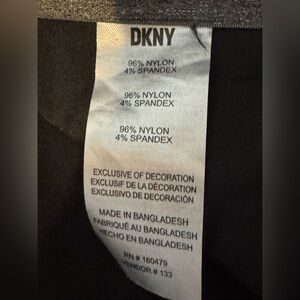 DKNY
96% NYLON
4% SPANDEX
96% NYLON
4% SPANDEX
96% NYLON
4% SPANDEX
EXCLUSIVE OF DECORATION
EXCLUSIF DE LA DÉCORATION
EXCLUSIVO DE DECORACIÓN
MADE IN BANGLADESH
FABRIQUÉ AU BANGLADESH
HECHO EN BANGLADESH
RN # 160479
VENDOR # 133